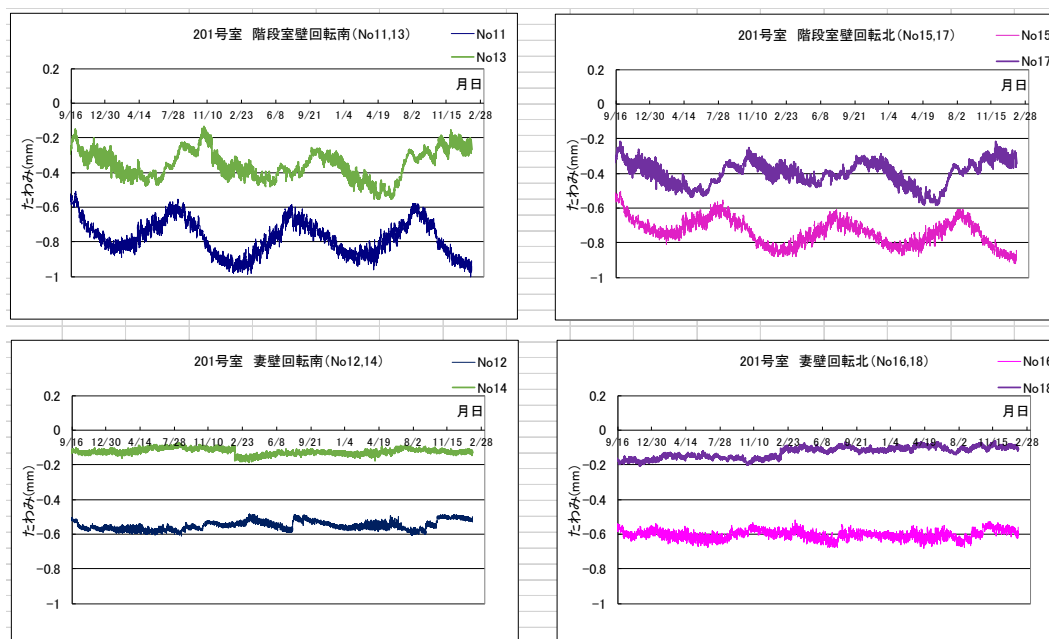 201号室 階段室壁回転南(No11,13)
No11
No13
月日
たわみ(mm)
0.2
0
-0.2
-0.4
-0.6
-0.8
-1
9/16 12/30 4/14 7/28 11/10 2/23 6/8 9/21 1/4 4/19 8/2 11/15 2/28
201号室 階段室壁回転北(No15,17)
No15
No17
月日
たわみ(mm)
0.2
0
-0.2
-0.4
-0.6
-0.8
-1
9/16 12/30 4/14 7/28 11/10 2/23 6/8 9/21 1/4 4/19 8/2 11/15 2/28
201号室 妻壁回転南(No12,14)
No12
No14
月日
たわみ(mm)
0.2
0
-0.2
-0.4
-0.6
-0.8
-1
9/16 12/30 4/14 7/28 11/10 2/23 6/8 9/21 1/4 4/19 8/2 11/15 2/28
201号室 妻壁回転北(No16,18)
No16
No18
月日
たわみ(mm)
0.2
0
-0.2
-0.4
-0.6
-0.8
-1
9/16 12/30 4/14 7/28 11/10 2/23 6/8 9/21 1/4 4/19 8/2 11/15 2/28